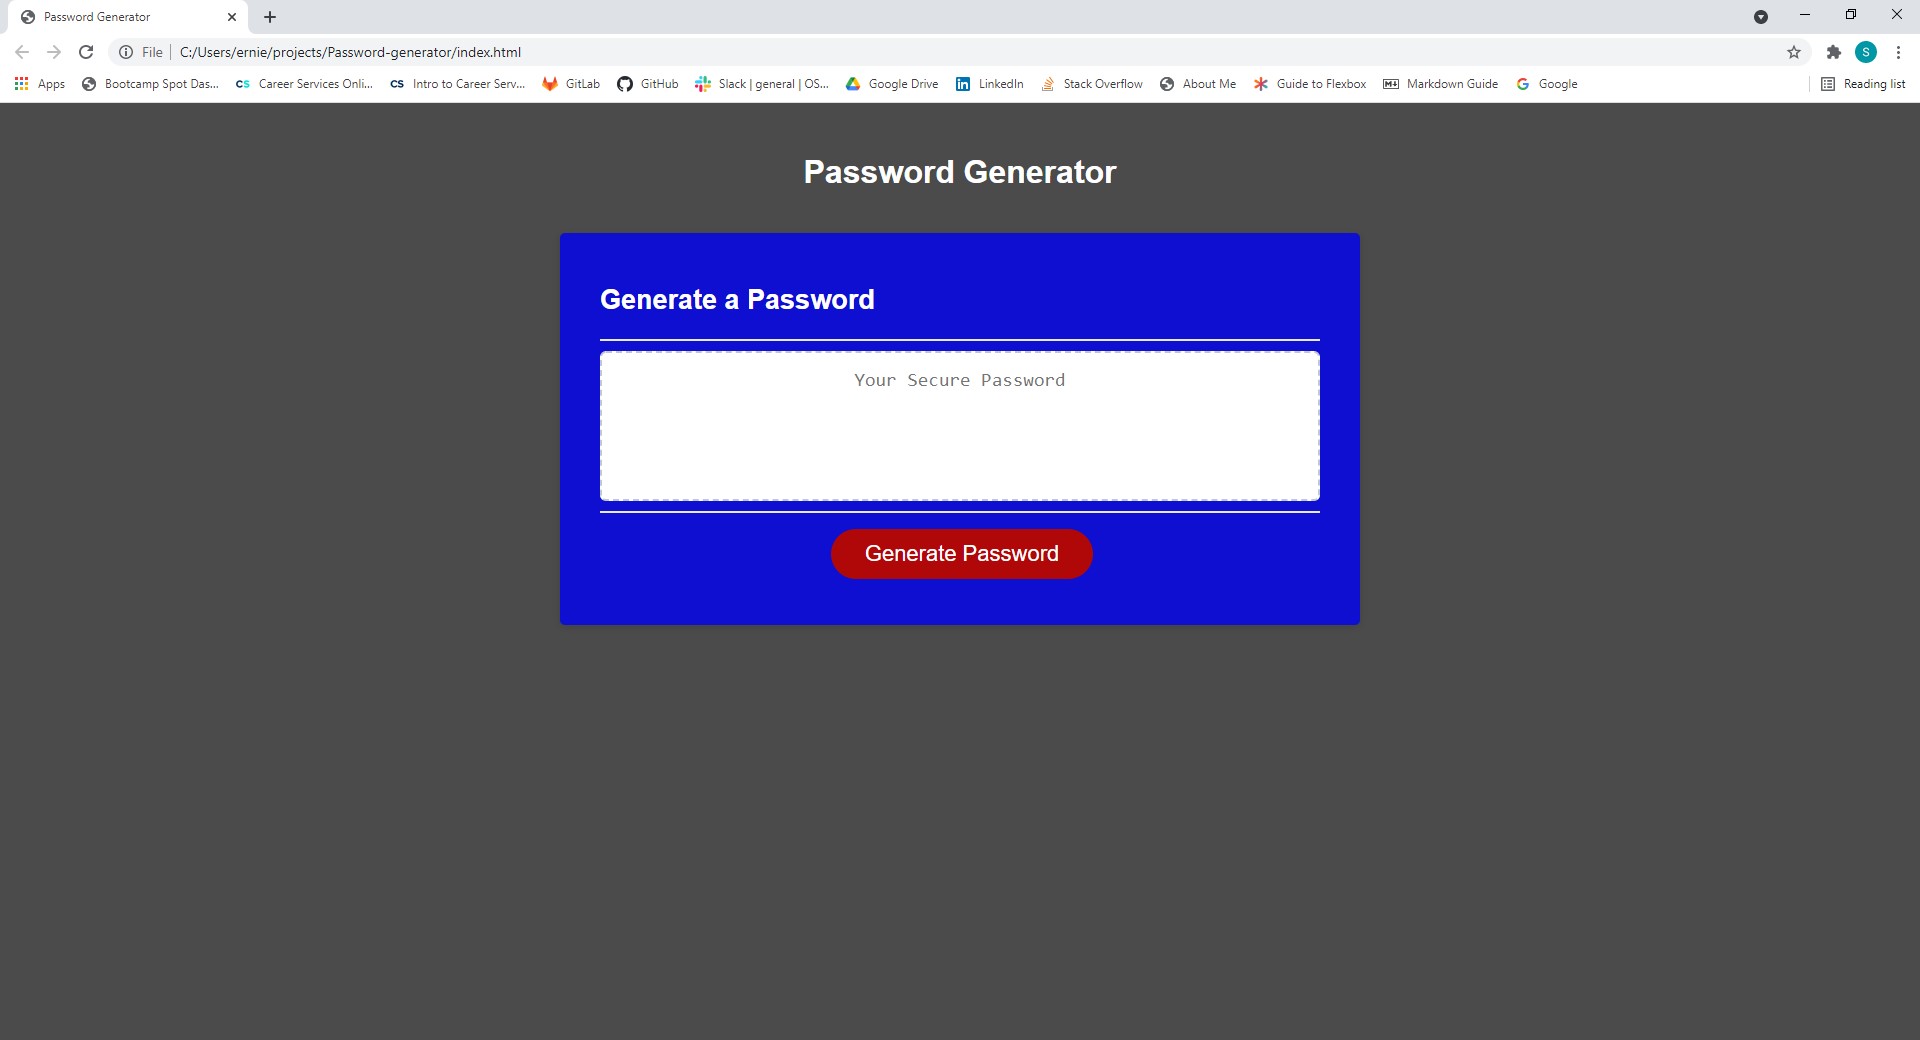 Password Generator
File C:/Users/ernie/projects/Password-generator/index.html
S
Apps Bootcamp Spot Das... CS Career Services Onli... CS Intro to Career Serv... GitLab GitHub Slack | general | OS... Google Drive LinkedIn Stack Overflow About Me Guide to Flexbox Markdown Guide Google Reading list
Password Generator
Generate a Password
Your Secure Password
Generate Password